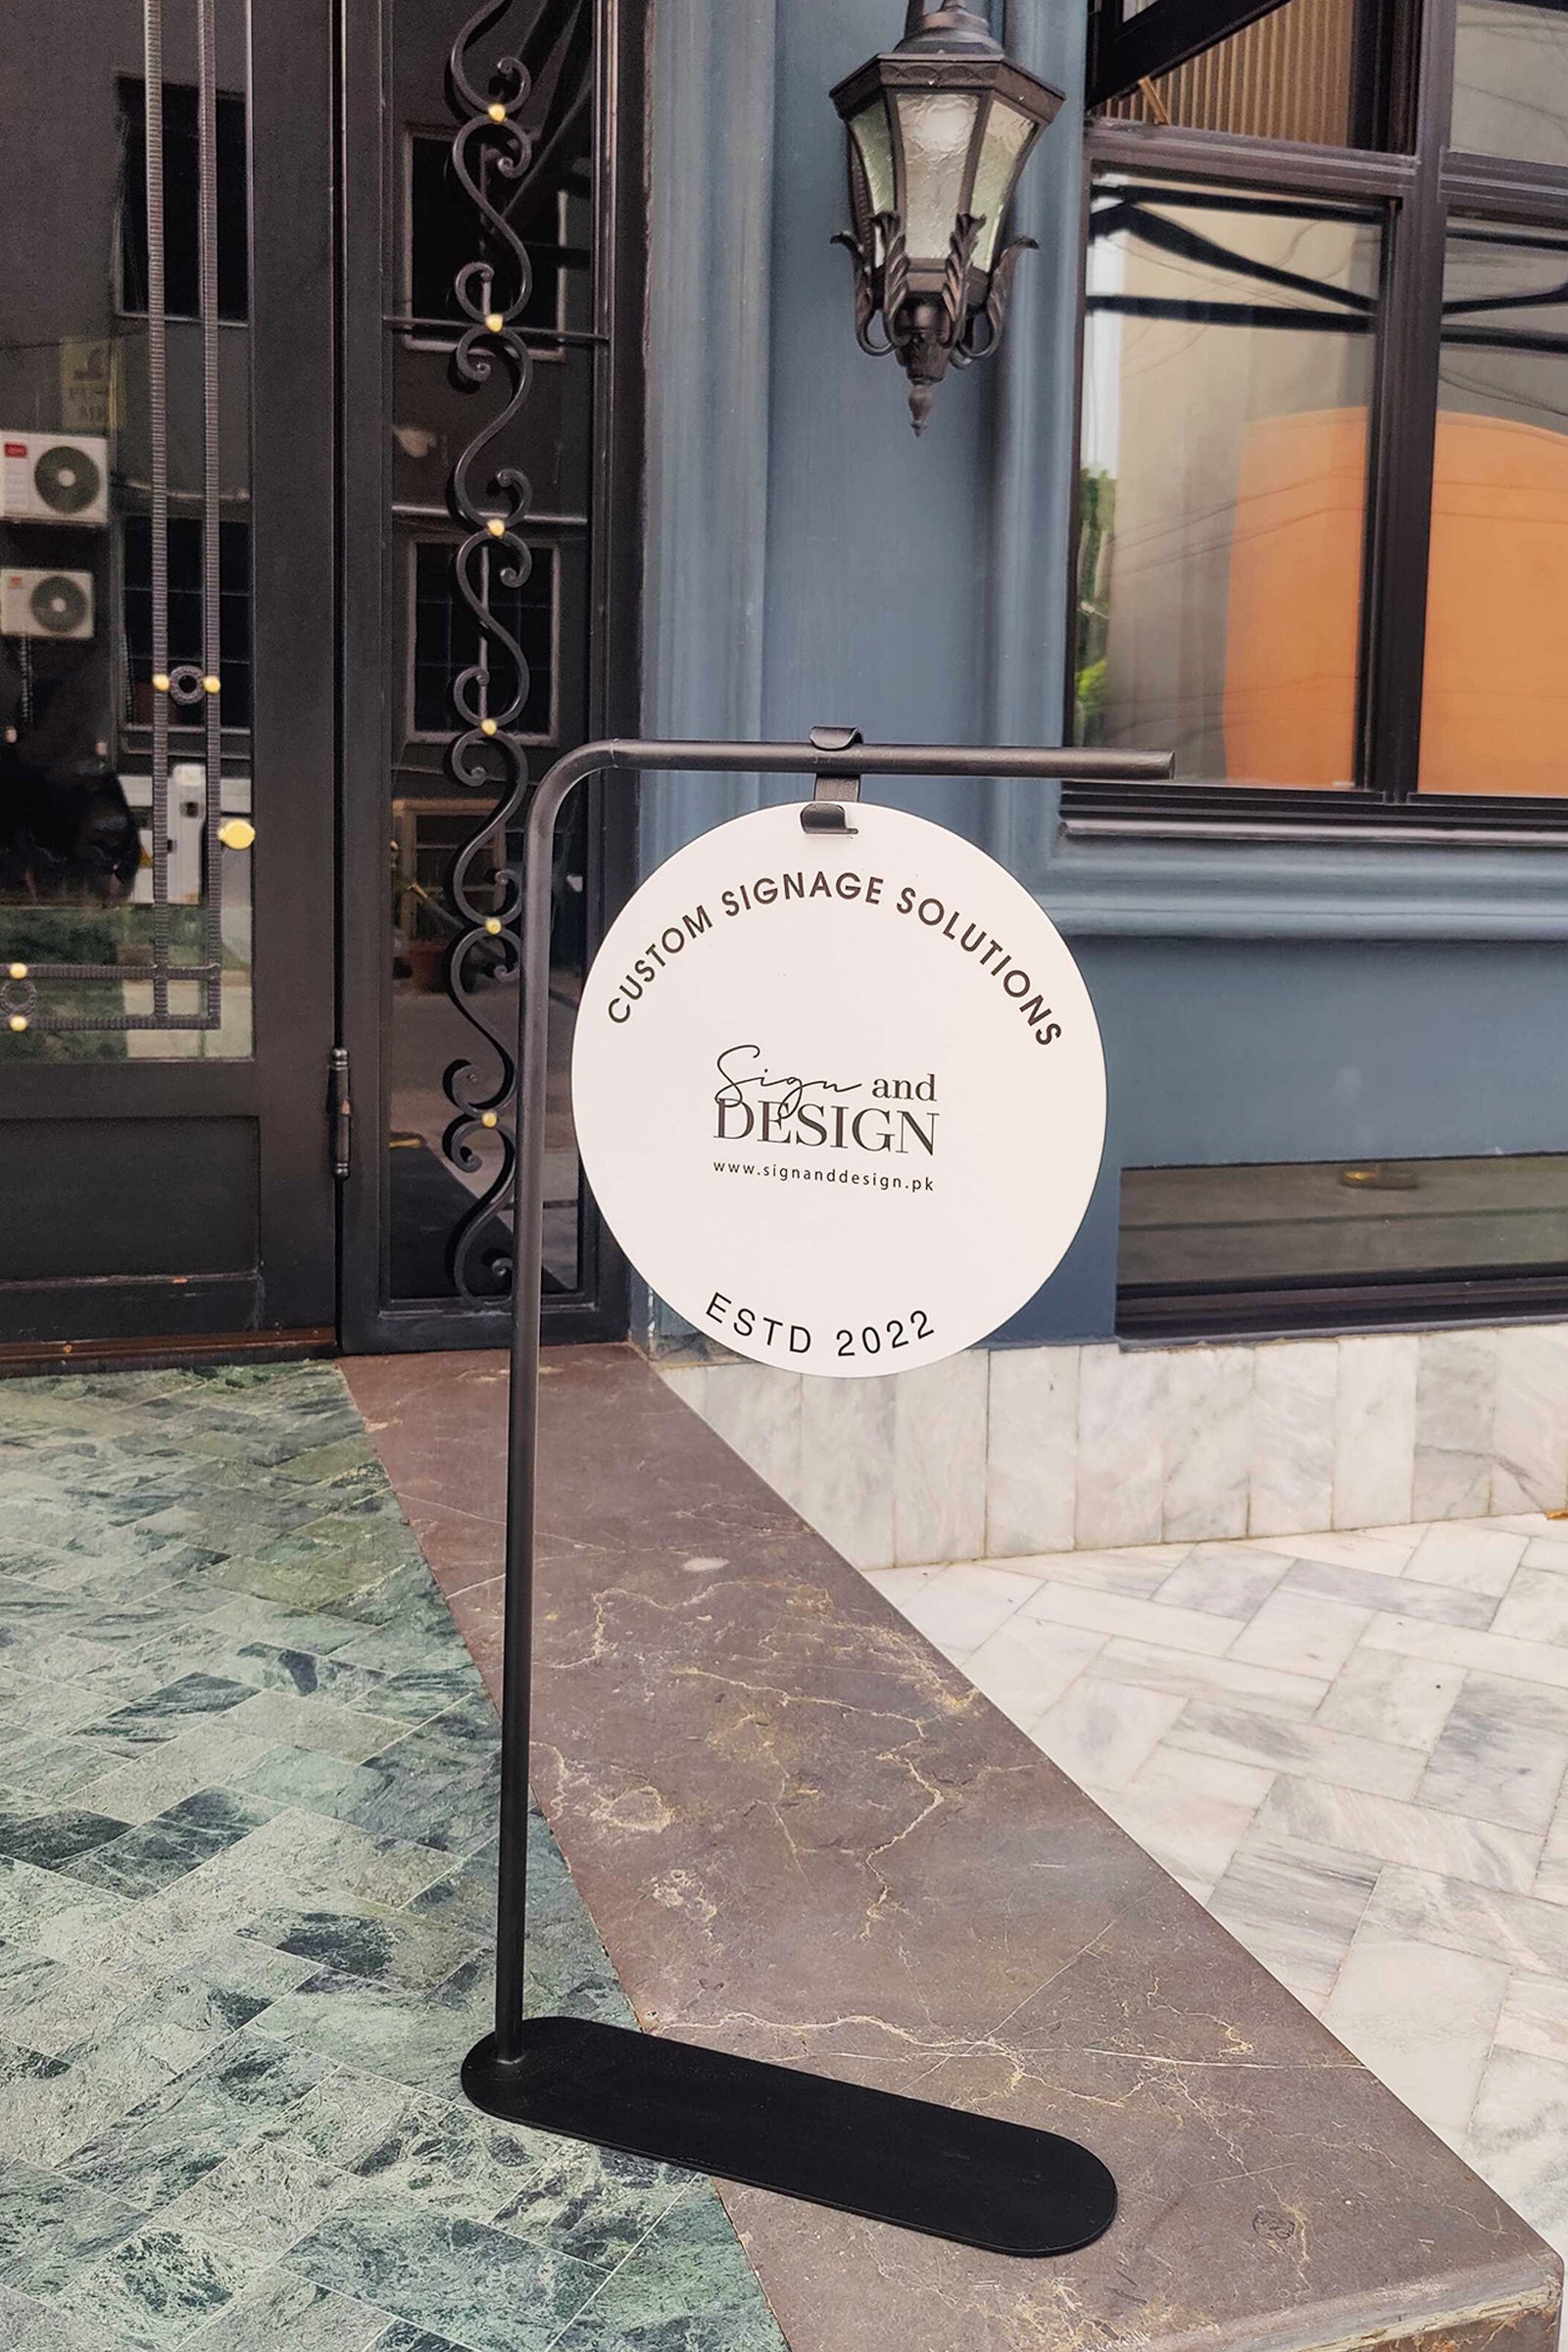 CUSTOM SIGNAGE SOLUTIONS
Sign and
DESIGN
www.signanddesign.pk
ESTD 2022